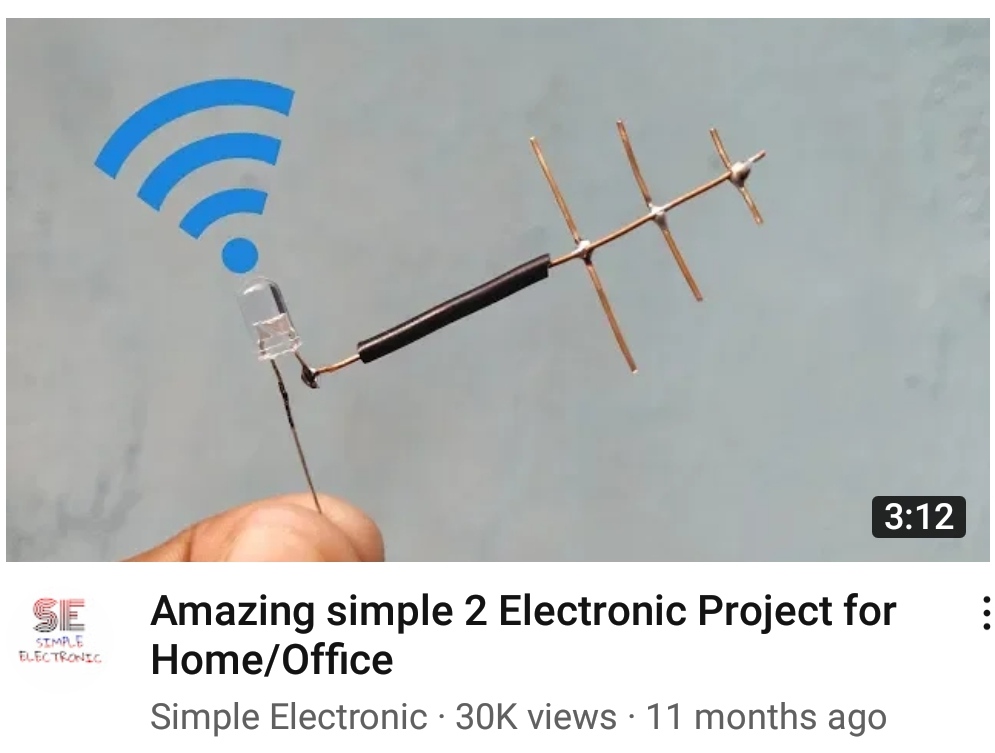 3:12
SE
SIMPLE
ELECTRONIC
Amazing simple 2 Electronic Project for
Home/Office
Simple Electronic · 30K views · 11 months ago